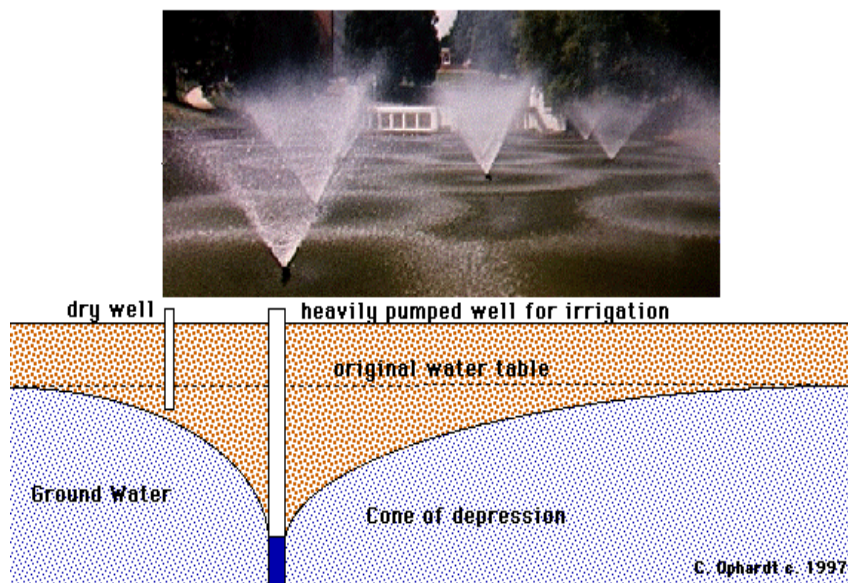 dry well
heavily pumped well for irrigation
original water table
Ground Water
Cone of depression
C. Ophardt c. 1997